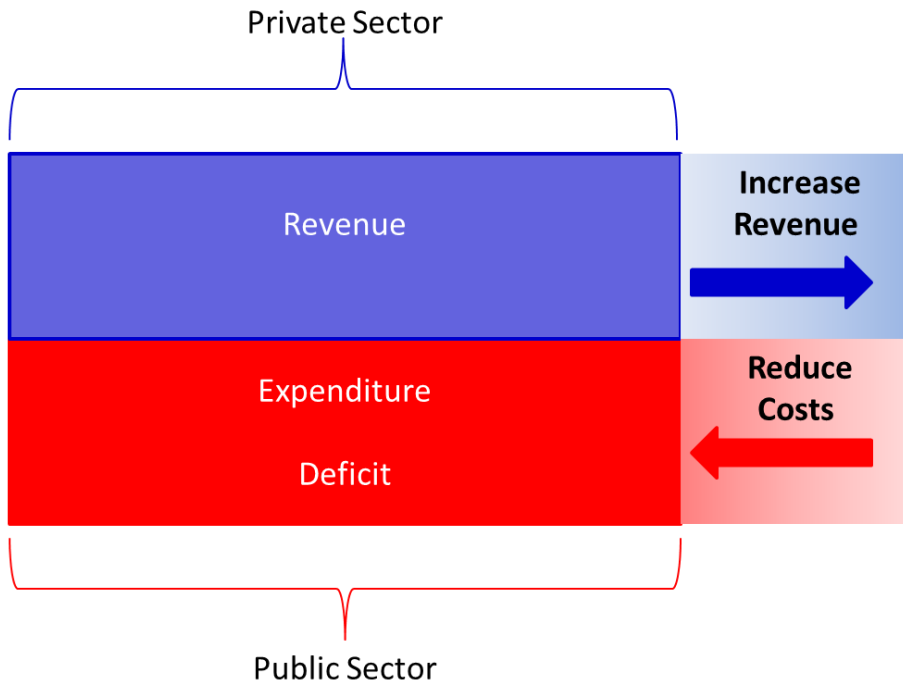 Private Sector
Revenue
Increase
Revenue
Expenditure
Deficit
Reduce
Costs
Public Sector